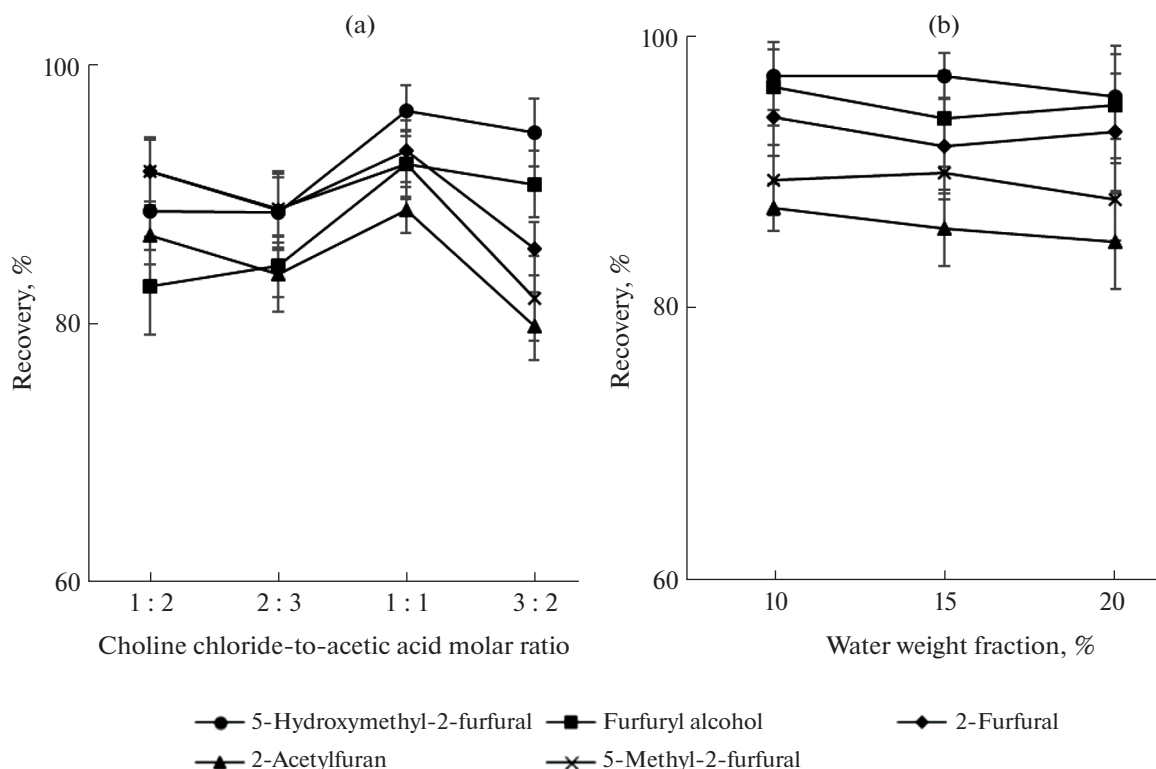 (a)
100
80
60
Recovery, %
1 : 2 2 : 3 1 : 1 3 : 2
Choline chloride-to-acetic acid molar ratio
(b)
100
80
60
Recovery, %
10 15 20
Water weight fraction, %
5-Hydroxymethyl-2-furfural Furfuryl alcohol 2-Furfural
2-Acetylfuran 5-Methyl-2-furfural